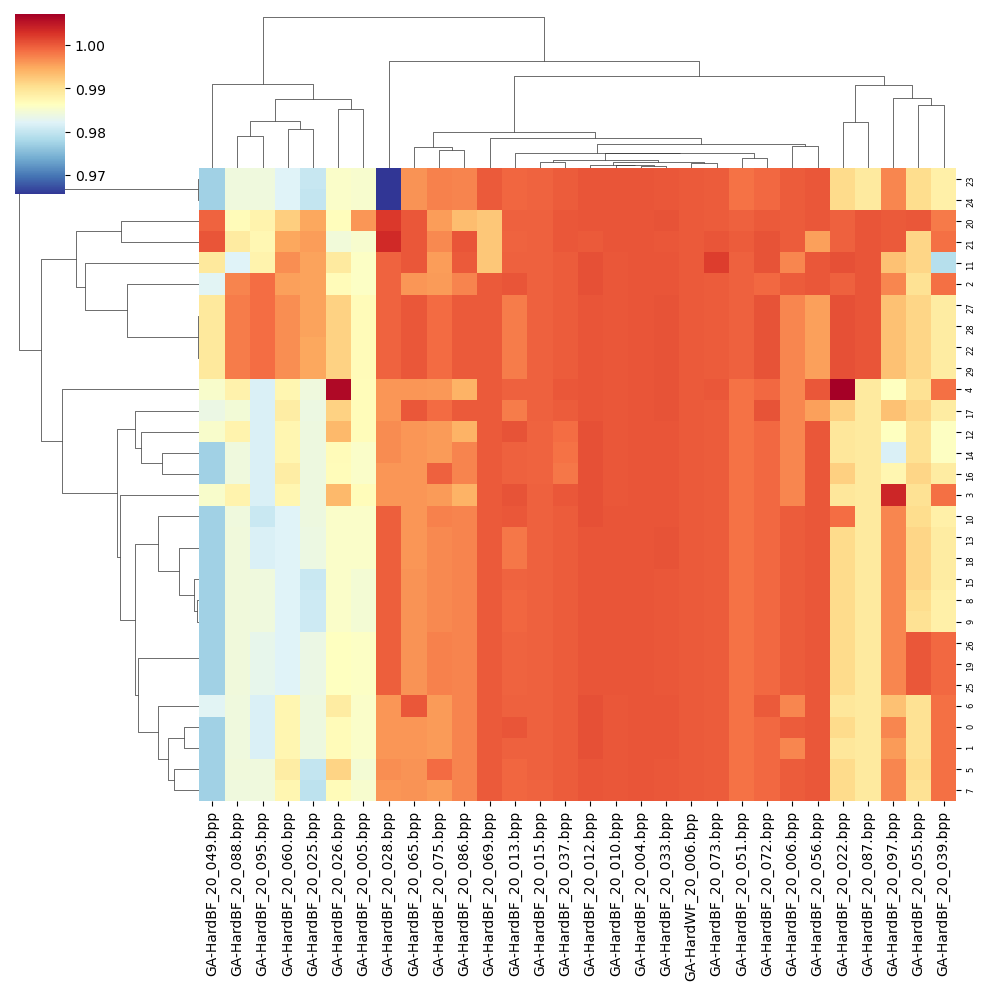 1.00
0.99
0.98
0.97
23
24
20
21
11
2
27
28
22
29
4
17
12
14
16
3
10
13
18
15
8
9
26
19
25
6
0
1
5
7
GA-HardBF_20_049.bpp
GA-HardBF_20_088.bpp
GA-HardBF_20_095.bpp
GA-HardBF_20_060.bpp
GA-HardBF_20_025.bpp
GA-HardBF_20_026.bpp
GA-HardBF_20_005.bpp
GA-HardBF_20_028.bpp
GA-HardBF_20_065.bpp
GA-HardBF_20_075.bpp
GA-HardBF_20_086.bpp
GA-HardBF_20_069.bpp
GA-HardBF_20_013.bpp
GA-HardBF_20_015.bpp
GA-HardBF_20_037.bpp
GA-HardBF_20_012.bpp
GA-HardBF_20_010.bpp
GA-HardBF_20_004.bpp
GA-HardBF_20_033.bpp
GA-HardWF_20_006.bpp
GA-HardBF_20_073.bpp
GA-HardBF_20_051.bpp
GA-HardBF_20_072.bpp
GA-HardBF_20_006.bpp
GA-HardBF_20_056.bpp
GA-HardBF_20_022.bpp
GA-HardBF_20_087.bpp
GA-HardBF_20_097.bpp
GA-HardBF_20_055.bpp
GA-HardBF_20_039.bpp